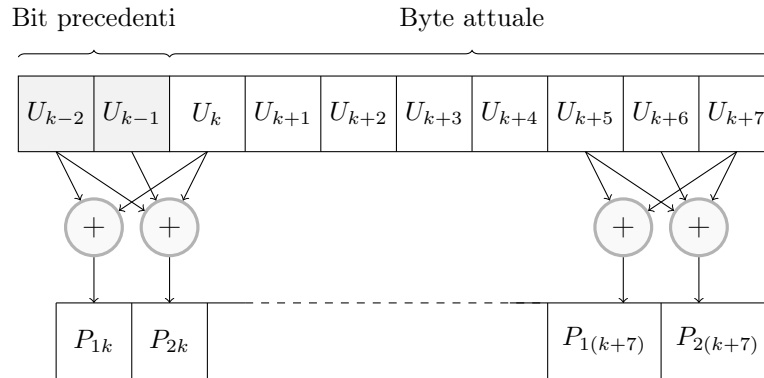 Bit precedenti Byte attuale
U_{k−2} U_{k−1} U_k U_{k+1} U_{k+2} U_{k+3} U_{k+4} U_{k+5} U_{k+6} U_{k+7}
+ + + +
P_{1k} P_{2k} P_{1(k+7)} P_{2(k+7)}